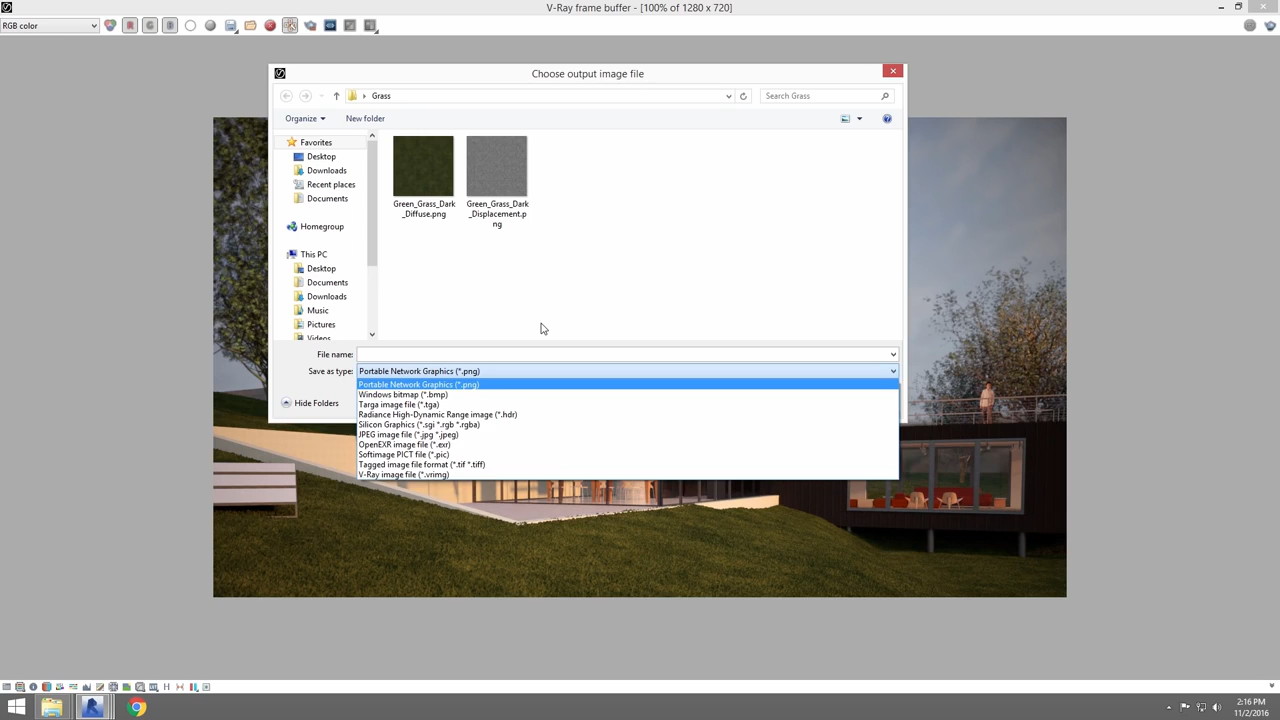 V-Ray frame buffer - [100% of 1280 x 720]
RGB color
R G B
Choose output image file
Grass
Search Grass
Organize
New folder
Favorites
Desktop
Downloads
Recent places
Documents
Homegroup
This PC
Desktop
Documents
Downloads
Music
Pictures
Videos
Green_Grass_Dark
_Diffuse.png
Green_Grass_Dark
_Displacement.p
ng
File name:
Save as type: Portable Network Graphics (*.png)
Portable Network Graphics (*.png)
Windows bitmap (*.bmp)
Targa image file (*.tga)
Radiance High-Dynamic Range image (*.hdr)
Silicon Graphics (*.sgi *.rgb *.rgba)
JPEG image file (*.jpg *.jpeg)
OpenEXR image file (*.exr)
Softimage PICT file (*.pic)
Tagged image file format (*.tif *.tiff)
V-Ray image file (*.vrimg)
Hide Folders
2:16 PM
11/2/2016